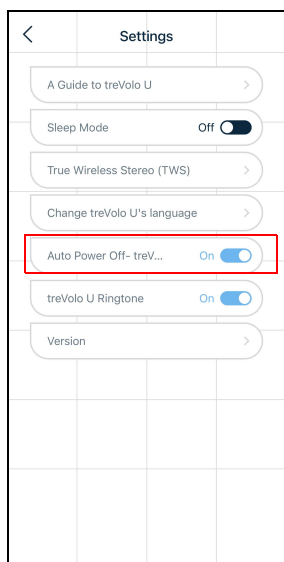 Settings
A Guide to treVolo U
Sleep Mode Off
True Wireless Stereo (TWS)
Change treVolo U's language
Auto Power Off- treV... On
treVolo U Ringtone On
Version